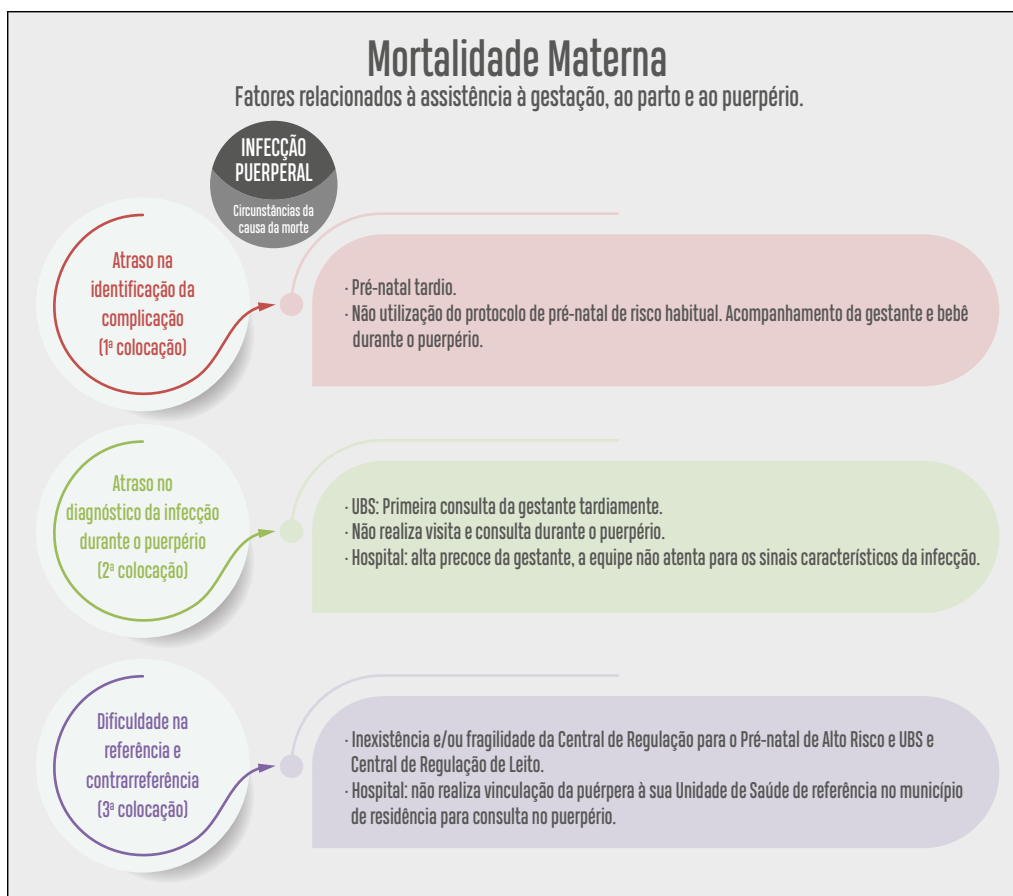 Mortalidade Materna
Fatores relacionados à assistência à gestação, ao parto e ao puerpério.
INFECÇÃO
PUERPERAL
Circunstâncias da
causa da morte
Atraso na
identificação da
complicação
(1ª colocação)
· Pré-natal tardio.
· Não utilização do protocolo de pré-natal de risco habitual. Acompanhamento da gestante e bebê
durante o puerpério.
Atraso no
diagnóstico da infecção
durante o puerpério
(2ª colocação)
· UBS: Primeira consulta da gestante tardiamente.
· Não realiza visita e consulta durante o puerpério.
· Hospital: alta precoce da gestante, a equipe não atenta para os sinais característicos da infecção.
Dificuldade na
referência e
contrarreferência
(3ª colocação)
· Inexistência e/ou fragilidade da Central de Regulação para o Pré-natal de Alto Risco e UBS e
Central de Regulação de Leito.
· Hospital: não realiza vinculação da puérpera à sua Unidade de Saúde de referência no município
de residência para consulta no puerpério.